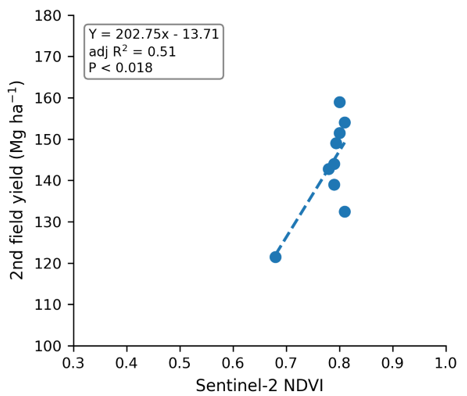 Y = 202.75x - 13.71
adj R² = 0.51
P < 0.018
180
170
160
150
140
130
120
110
100
2nd field yield (Mg ha⁻¹)
0.3 0.4 0.5 0.6 0.7 0.8 0.9 1.0
Sentinel-2 NDVI